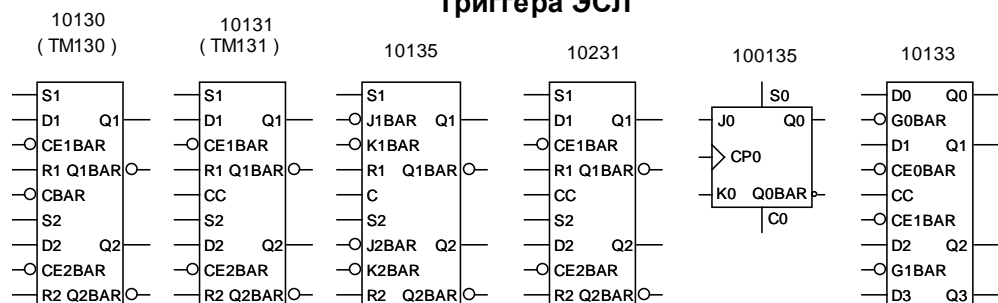 Триггера ЭСЛ
10130
( TM130 )
10131
( TM131 )
10135
10231
100135
10133
S1
D1 Q1
CE1BAR
R1 Q1BAR
CBAR
S2
D2 Q2
CE2BAR
R2 Q2BAR
S1
D1 Q1
CE1BAR
R1 Q1BAR
CC
S2
D2 Q2
CE2BAR
R2 Q2BAR
S1
J1BAR Q1
K1BAR
R1 Q1BAR
C
S2
J2BAR Q2
K2BAR
R2 Q2BAR
S1
D1 Q1
CE1BAR
R1 Q1BAR
CC
S2
D2 Q2
CE2BAR
R2 Q2BAR
S0
J0 Q0
CP0
K0 Q0BAR
C0
D0 Q0
G0BAR
D1 Q1
CE0BAR
CC
CE1BAR
D2 Q2
G1BAR
D3 Q3